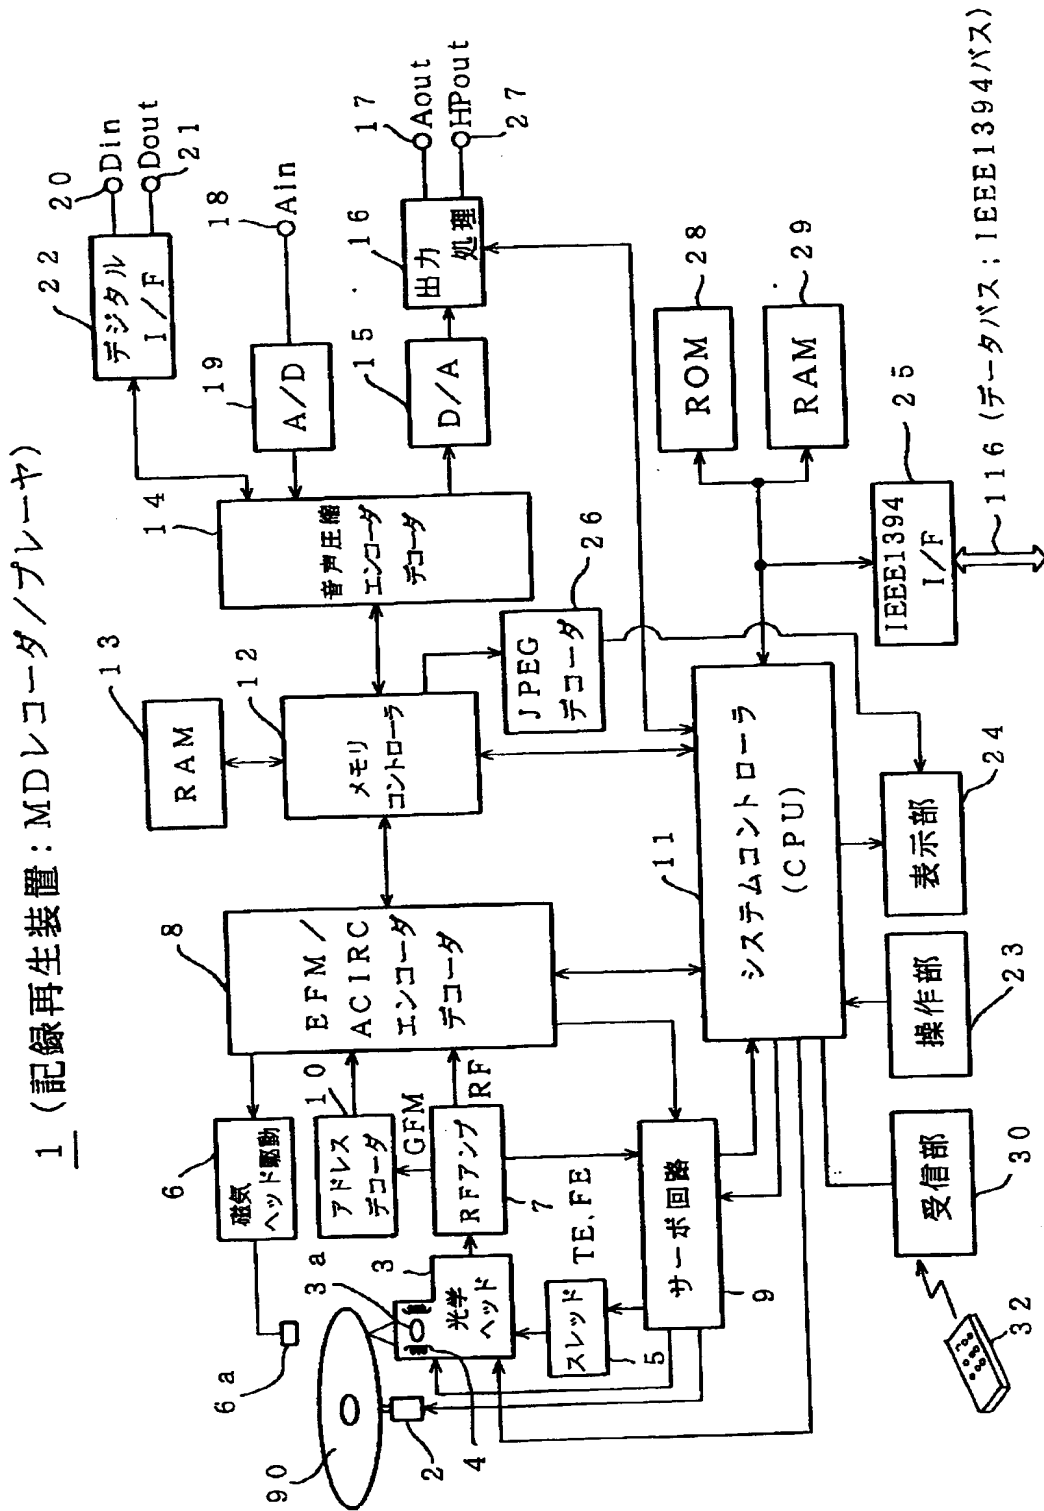 1 (記録再生装置:MDレコーダ/プレーヤ)
90
2
6a
3a
3
4
光学
ヘッド
スレッド
5
6
磁気
ヘッド駆動
アドレス
デコーダ
10
GFM
RFアンプ
7
RF
TE,FE
サーボ回路
9
8
EFM/
ACIRC
エンコーダ
デコーダ
13
RAM
12
メモリ
コントローラ
14
音声圧縮
エンコーダ
デコーダ
JPEG
デコーダ
26
22
デジタル
I/F
20
Din
Dout
21
19
A/D
18
Ain
15
D/A
16
出力
処理
17
Aout
HPout
27
11
システムコントローラ
(CPU)
ROM
28
RAM
29
IEEE1394
I/F
25
116 (データバス:IEEE1394バス)
表示部
24
操作部
23
受信部
30
32